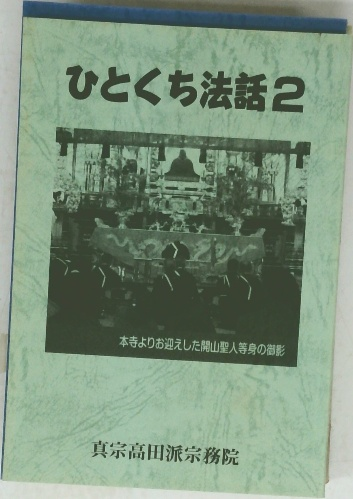 ひとくち法話2
本寺よりお迎えした開山聖人等身の御影
真宗高田派宗務院